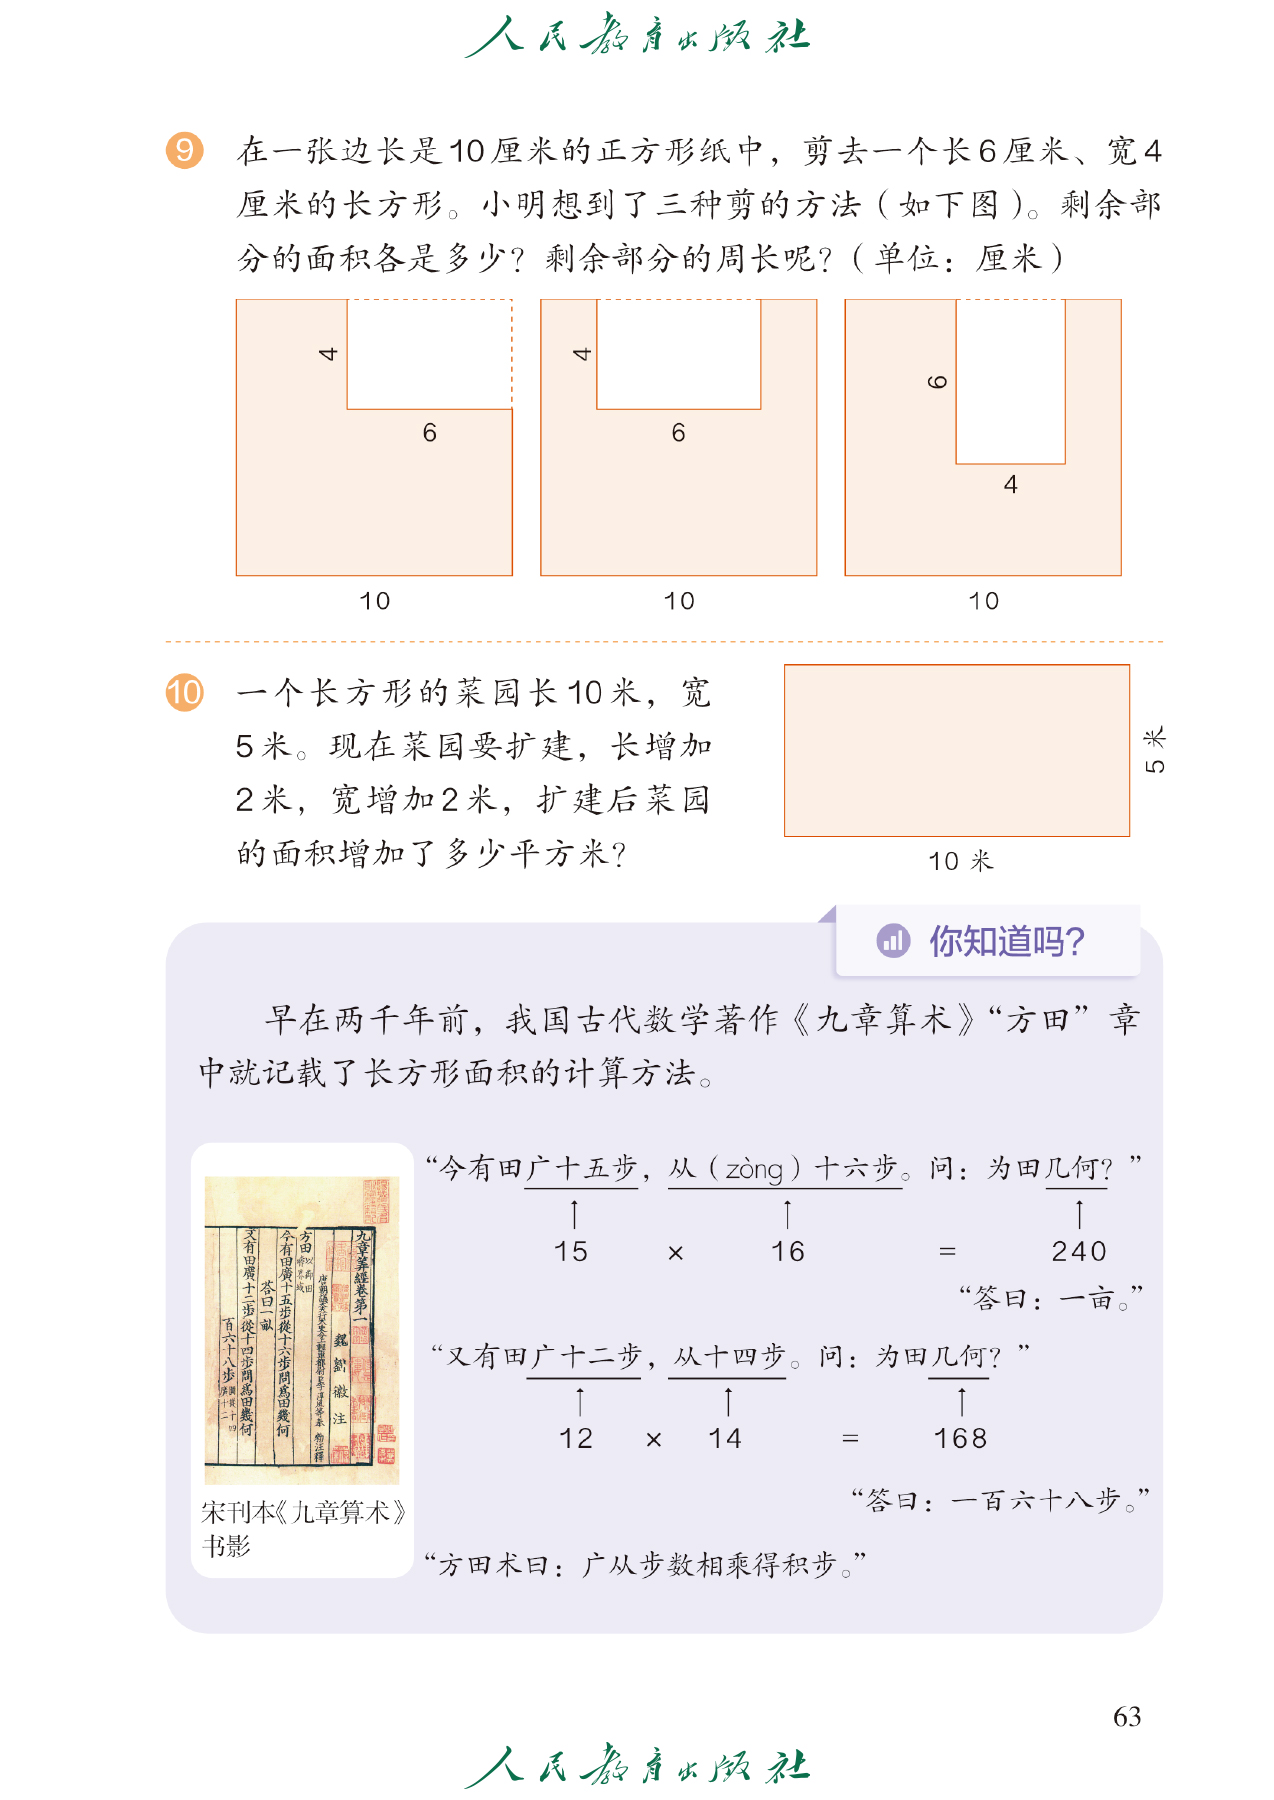 人民教育出版社
9 在一张边长是10厘米的正方形纸中，剪去一个长6厘米、宽4
厘米的长方形。小明想到了三种剪的方法（如下图）。剩余部
分的面积各是多少？剩余部分的周长呢？（单位：厘米）
4 6 10
4 6 10
6 4 10
10 一个长方形的菜园长10米，宽
5米。现在菜园要扩建，长增加
2米，宽增加2米，扩建后菜园
的面积增加了多少平方米？
5米
10 米
你知道吗？
早在两千年前，我国古代数学著作《九章算术》“方田”章
中就记载了长方形面积的计算方法。
“今有田广十五步，从（zòng）十六步。问：为田几何？”
15 × 16 = 240
“答曰：一亩。”
“又有田广十二步，从十四步。问：为田几何？”
12 × 14 = 168
“答曰：一百六十八步。”
“方田术曰：广从步数相乘得积步。”
九章算經卷第一
魏 劉 徽 注
方田
今有田廣十五步從十六步問爲田幾何
荅曰一畝
又有田廣十二步從十四步問爲田幾何
百六十八步
宋刊本《九章算术》
书影
63
人民教育出版社